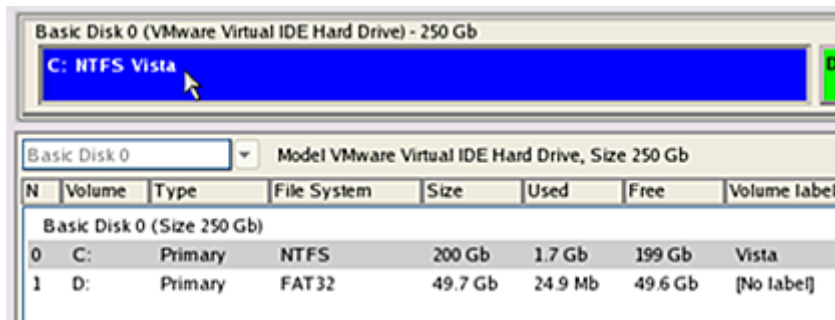 Basic Disk 0 (VMware Virtual IDE Hard Drive) - 250 Gb
C: NTFS Vista
D
Basic Disk 0 Model VMware Virtual IDE Hard Drive, Size 250 Gb
N Volume Type File System Size Used Free Volume label
Basic Disk 0 (Size 250 Gb)
0 C: Primary NTFS 200 Gb 1.7 Gb 199 Gb Vista
1 D: Primary FAT32 49.7 Gb 24.9 Mb 49.6 Gb [No label]